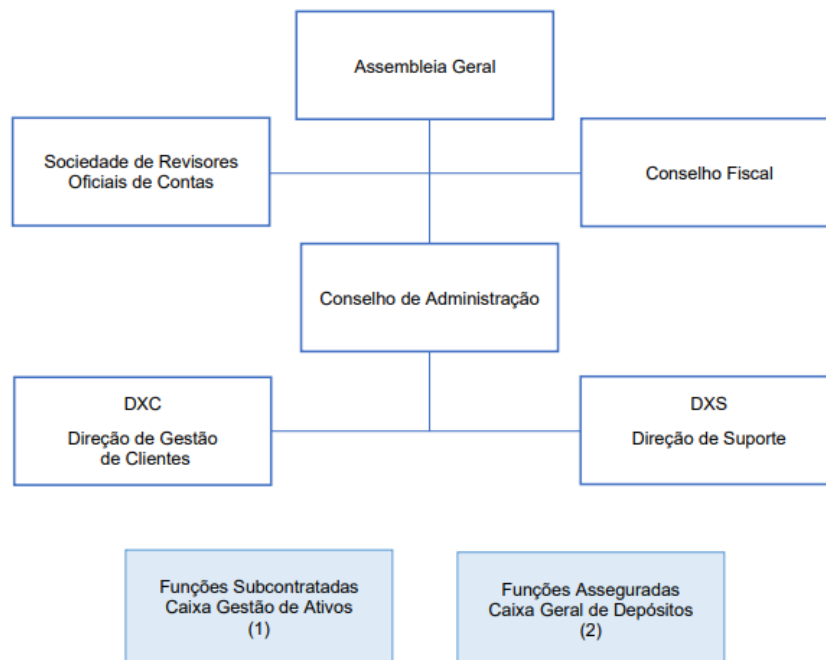 Assembleia Geral
Sociedade de Revisores
Oficiais de Contas
Conselho Fiscal
Conselho de Administração
DXC
Direção de Gestão
de Clientes
DXS
Direção de Suporte
Funções Subcontratadas
Caixa Gestão de Ativos
(1)
Funções Asseguradas
Caixa Geral de Depósitos
(2)